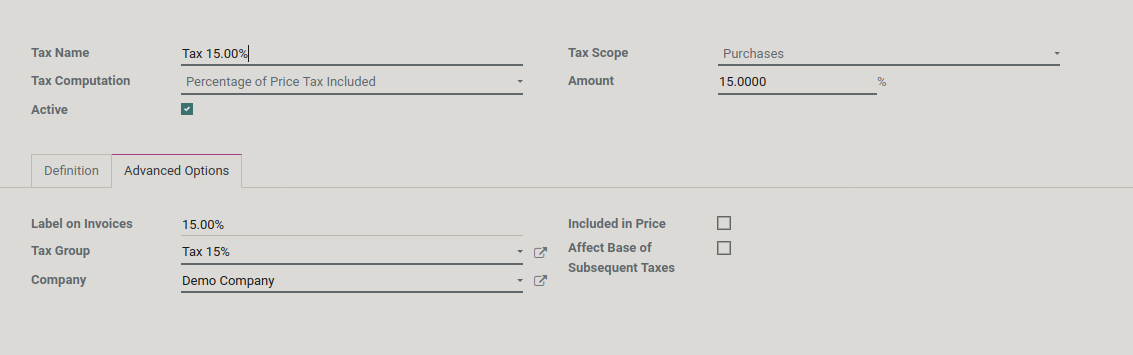 Tax Name Tax 15.00% Tax Scope Purchases
Tax Computation Percentage of Price Tax Included Amount 15.0000 %
Active
Definition Advanced Options
Label on Invoices 15.00% Included in Price
Tax Group Tax 15% Affect Base of
Subsequent Taxes
Company Demo Company